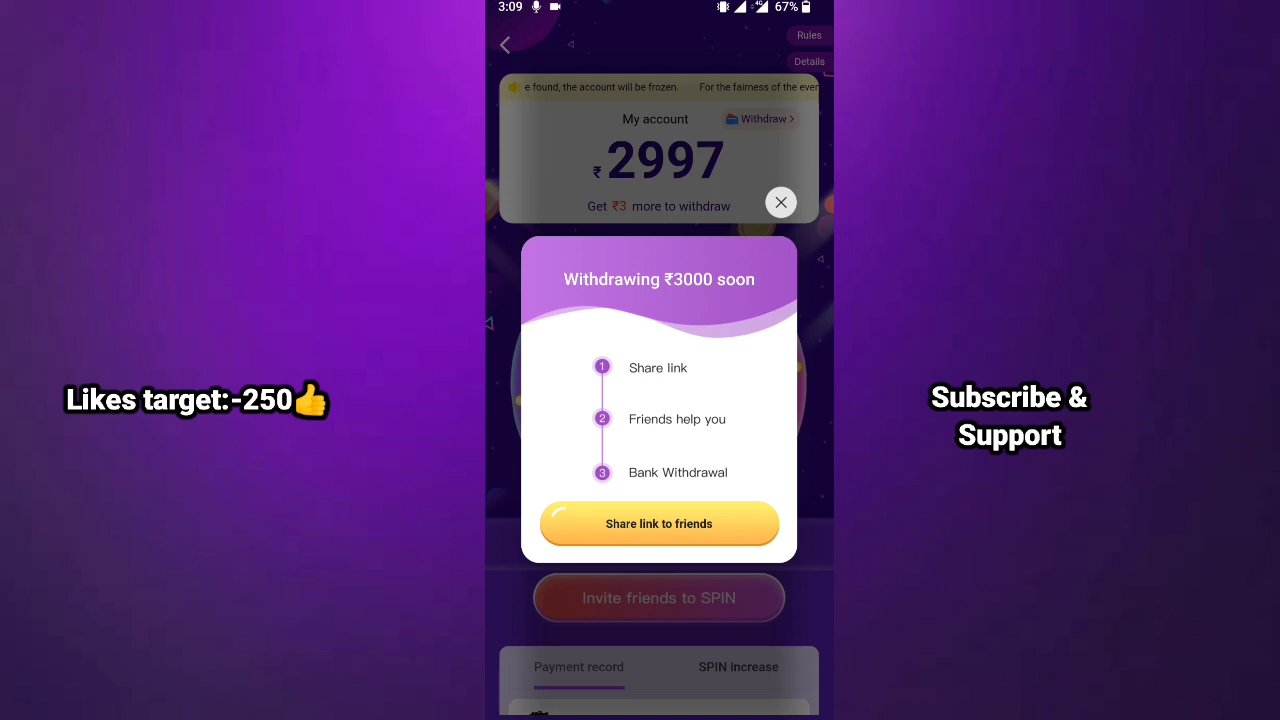 3:09
4G
67%
Rules
Details
e found, the account will be frozen. For the fairness of the even
My account
Withdraw >
₹2997
Get ₹3 more to withdraw
Withdrawing ₹3000 soon
1 Share link
2 Friends help you
3 Bank Withdrawal
Share link to friends
Invite friends to SPIN
Payment record
SPIN increase
Likes target:-250👍
Subscribe &
Support